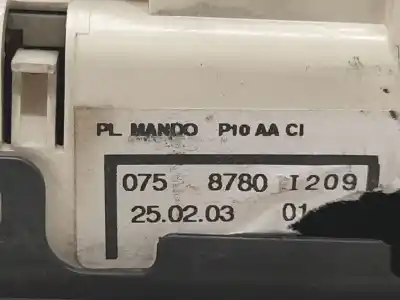 PL MANDO P10 AA CI
075 8780 I209
25.02.03 01